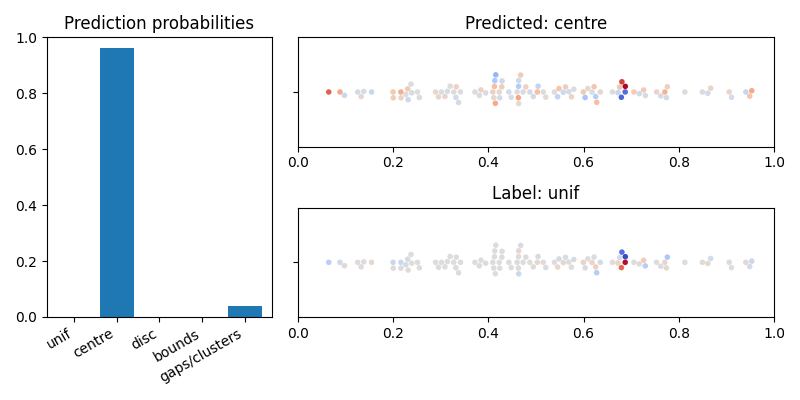 Prediction probabilities
1.0
0.8
0.6
0.4
0.2
0.0
unif
centre
disc
bounds
gaps/clusters
Predicted: centre
0.0 0.2 0.4 0.6 0.8 1.0
Label: unif
0.0 0.2 0.4 0.6 0.8 1.0